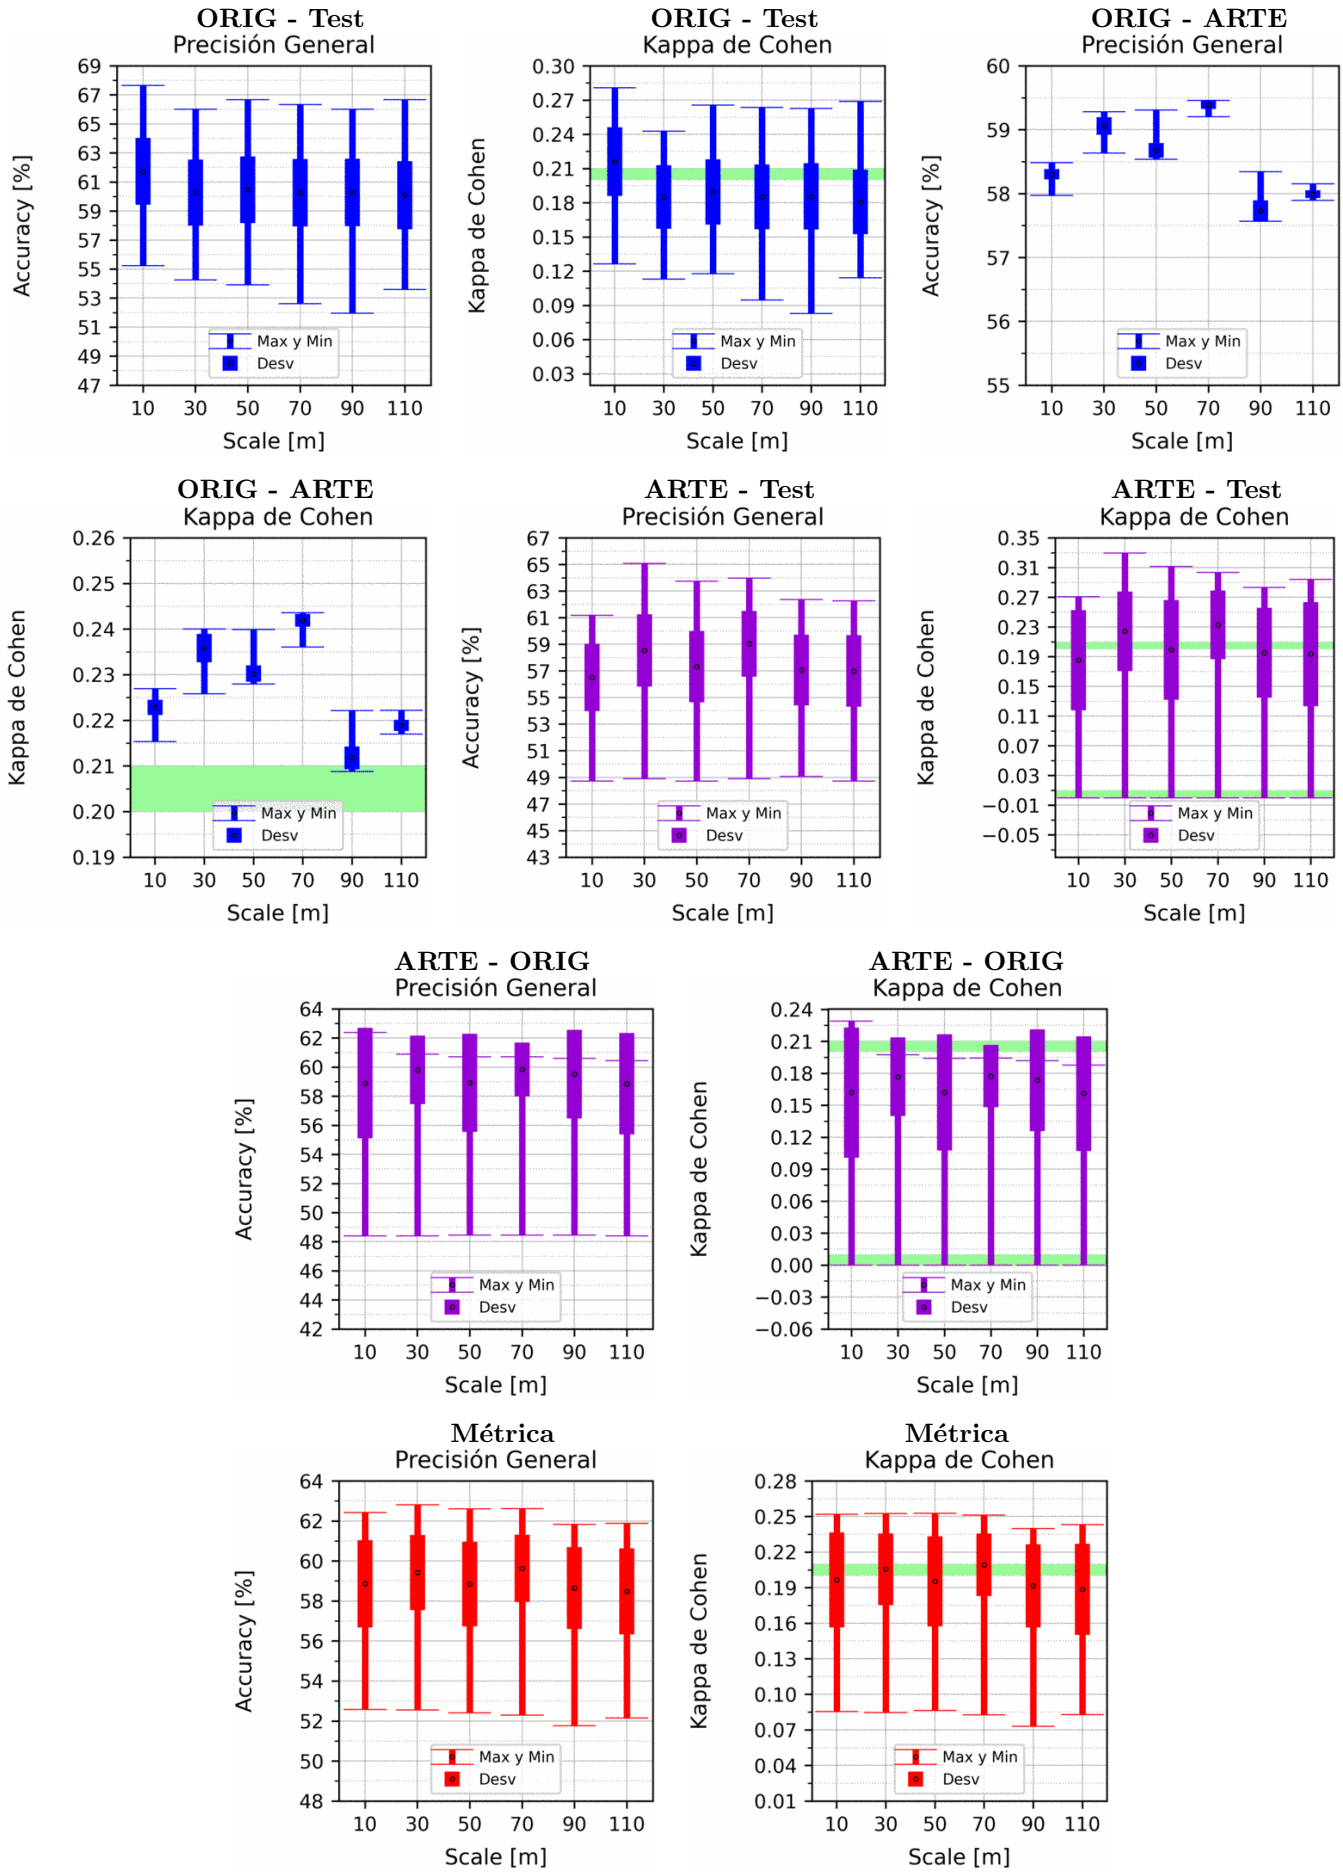 ORIG - Test
Precisión General
Accuracy [%]
69
67
65
63
61
59
57
55
53
51
49
47
Max y Min
Desv
10 30 50 70 90 110
Scale [m]
ORIG - Test
Kappa de Cohen
Kappa de Cohen
0.30
0.27
0.24
0.21
0.18
0.15
0.12
0.09
0.06
0.03
Max y Min
Desv
10 30 50 70 90 110
Scale [m]
ORIG - ARTE
Precisión General
Accuracy [%]
60
59
58
57
56
55
Max y Min
Desv
10 30 50 70 90 110
Scale [m]
ORIG - ARTE
Kappa de Cohen
Kappa de Cohen
0.26
0.25
0.24
0.23
0.22
0.21
0.20
0.19
Max y Min
Desv
10 30 50 70 90 110
Scale [m]
ARTE - Test
Precisión General
Accuracy [%]
67
65
63
61
59
57
55
53
51
49
47
45
43
Max y Min
Desv
10 30 50 70 90 110
Scale [m]
ARTE - Test
Kappa de Cohen
Kappa de Cohen
0.35
0.31
0.27
0.23
0.19
0.15
0.11
0.07
0.03
−0.01
−0.05
Max y Min
Desv
10 30 50 70 90 110
Scale [m]
ARTE - ORIG
Precisión General
Accuracy [%]
64
62
60
58
56
54
52
50
48
46
44
42
Max y Min
Desv
10 30 50 70 90 110
Scale [m]
ARTE - ORIG
Kappa de Cohen
Kappa de Cohen
0.24
0.21
0.18
0.15
0.12
0.09
0.06
0.03
0.00
−0.03
−0.06
Max y Min
Desv
10 30 50 70 90 110
Scale [m]
Métrica
Precisión General
Accuracy [%]
64
62
60
58
56
54
52
50
48
Max y Min
Desv
10 30 50 70 90 110
Scale [m]
Métrica
Kappa de Cohen
Kappa de Cohen
0.28
0.25
0.22
0.19
0.16
0.13
0.10
0.07
0.04
0.01
Max y Min
Desv
10 30 50 70 90 110
Scale [m]